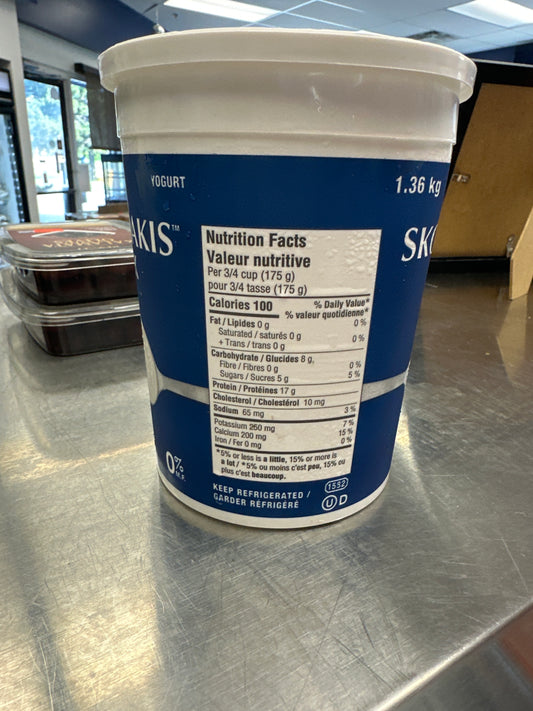 YOGURT
1.36 kg
AKIS™
SK
Nutrition Facts
Valeur nutritive
Per 3/4 cup (175 g)
pour 3/4 tasse (175 g)
Calories 100
% Daily Value*
% valeur quotidienne*
Fat / Lipides 0 g
0 %
Saturated / saturés 0 g
+ Trans / trans 0 g
0 %
Carbohydrate / Glucides 8 g
Fibre / Fibres 0 g
0 %
Sugars / Sucres 5 g
5 %
Protein / Protéines 17 g
Cholesterol / Cholestérol 10 mg
Sodium 65 mg
3 %
Potassium 260 mg
7 %
Calcium 200 mg
15 %
Iron / Fer 0 mg
0 %
*5% or less is a little, 15% or more is
a lot / *5% ou moins c'est peu, 15% ou
plus c'est beaucoup.
0%
M.F.
KEEP REFRIGERATED /
GARDER RÉFRIGÉRÉ
1532
U D